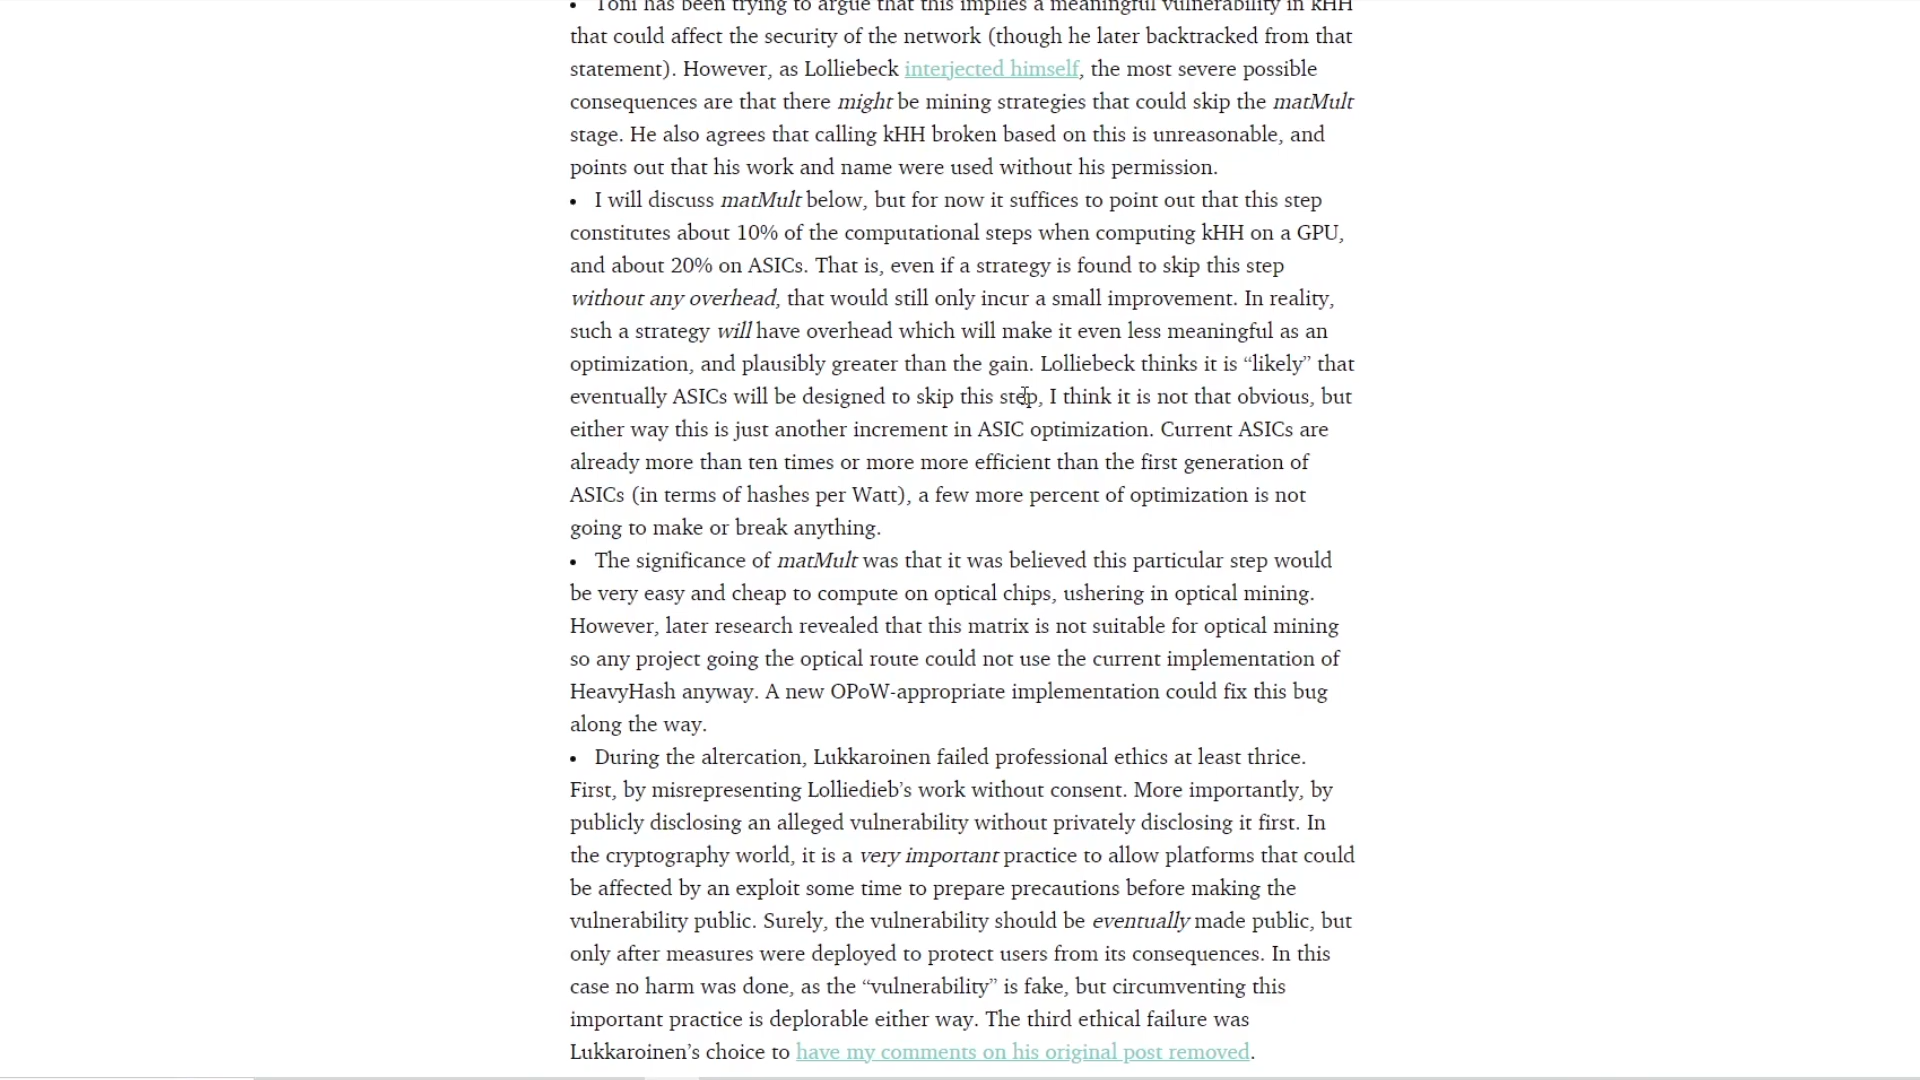 • Toni has been trying to argue that this implies a meaningful vulnerability in kHH
that could affect the security of the network (though he later backtracked from that
statement). However, as Lolliebeck interjected himself, the most severe possible
consequences are that there might be mining strategies that could skip the matMult
stage. He also agrees that calling kHH broken based on this is unreasonable, and
points out that his work and name were used without his permission.
• I will discuss matMult below, but for now it suffices to point out that this step
constitutes about 10% of the computational steps when computing kHH on a GPU,
and about 20% on ASICs. That is, even if a strategy is found to skip this step
without any overhead, that would still only incur a small improvement. In reality,
such a strategy will have overhead which will make it even less meaningful as an
optimization, and plausibly greater than the gain. Lolliebeck thinks it is “likely” that
eventually ASICs will be designed to skip this step, I think it is not that obvious, but
either way this is just another increment in ASIC optimization. Current ASICs are
already more than ten times or more more efficient than the first generation of
ASICs (in terms of hashes per Watt), a few more percent of optimization is not
going to make or break anything.
• The significance of matMult was that it was believed this particular step would
be very easy and cheap to compute on optical chips, ushering in optical mining.
However, later research revealed that this matrix is not suitable for optical mining
so any project going the optical route could not use the current implementation of
HeavyHash anyway. A new OPoW-appropriate implementation could fix this bug
along the way.
• During the altercation, Lukkaroinen failed professional ethics at least thrice.
First, by misrepresenting Lolliedieb’s work without consent. More importantly, by
publicly disclosing an alleged vulnerability without privately disclosing it first. In
the cryptography world, it is a very important practice to allow platforms that could
be affected by an exploit some time to prepare precautions before making the
vulnerability public. Surely, the vulnerability should be eventually made public, but
only after measures were deployed to protect users from its consequences. In this
case no harm was done, as the “vulnerability” is fake, but circumventing this
important practice is deplorable either way. The third ethical failure was
Lukkaroinen’s choice to have my comments on his original post removed.